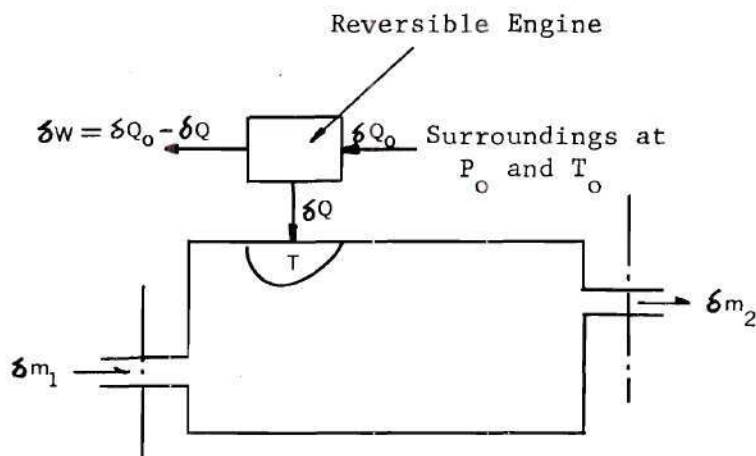 Reversible Engine
δW = δQ₀ - δQ
δQ₀
Surroundings at
P₀ and T₀
δQ
T
δm₂
δm₁